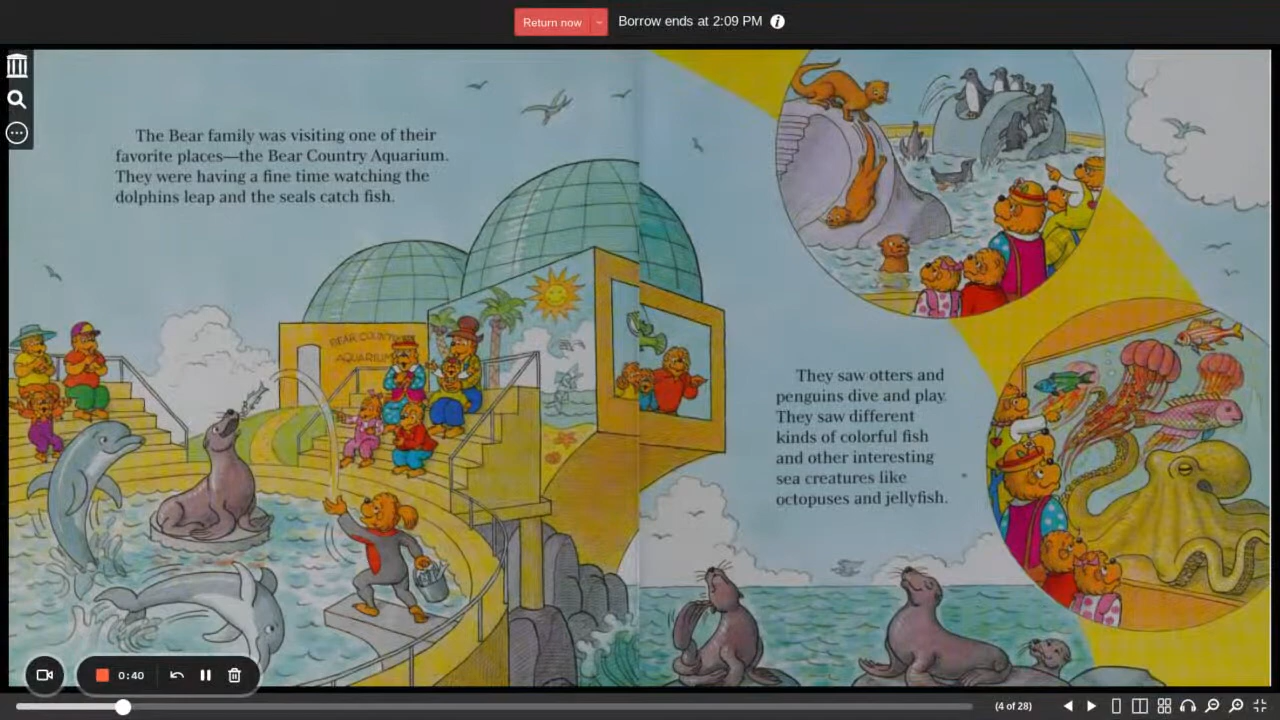 Return now
Borrow ends at 2:09 PM
The Bear family was visiting one of their
favorite places—the Bear Country Aquarium.
They were having a fine time watching the
dolphins leap and the seals catch fish.
BEAR COUNTRY
AQUARIUM
They saw otters and
penguins dive and play.
They saw different
kinds of colorful fish
and other interesting
sea creatures like
octopuses and jellyfish.
0:40
(4 of 28)